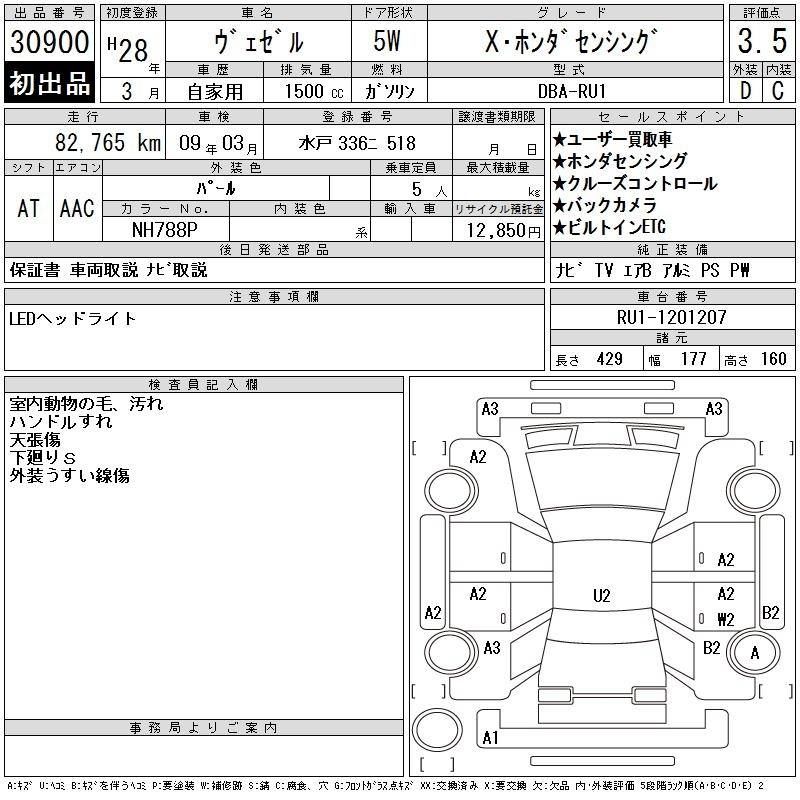 出品番号 初度登録 車名 ドア形状 グレード 評価点
30900 H28年 ヴェゼル 5W X・ホンダセンシング 3.5
車歴 排気量 燃料 型式 外装 内装
初出品 3月 自家用 1500cc ガソリン DBA-RU1 D C
走行 車検 登録番号 譲渡書類期限 セールスポイント
82,765 km 09年03月 水戸 336ニ 518 月 日
★ユーザー買取車
★ホンダセンシング
★クルーズコントロール
★バックカメラ
★ビルトインETC
シフト エアコン 外装色 乗車定員 最大積載量
AT AAC パール 5人 kg
カラーNo. 内装色 輸入車 リサイクル預託金
NH788P 系 12,850円
後日発送部品 純正装備
保証書 車両取説 ナビ取説 ナビ TV エアB アルミ PS PW
注意事項欄 車台番号
LEDヘッドライト RU1-1201207
諸元
長さ 429 幅 177 高さ 160
検査員記入欄
室内動物の毛、汚れ
ハンドルすれ
天張傷
下廻りS
外装うすい線傷
A3 A3
A2
A2
A2 U2 A2
A2 W2 B2
A3 B2 A
A1
事務局よりご案内
A:キズ U:ヘコミ B:キズを伴うヘコミ P:要塗装 W:補修跡 S:錆 C:腐食、穴 G:フロントガラス点キズ XX:交換済み X:要交換 欠:欠品 内・外装評価 5段階ランク順(A・B・C・D・E) 2